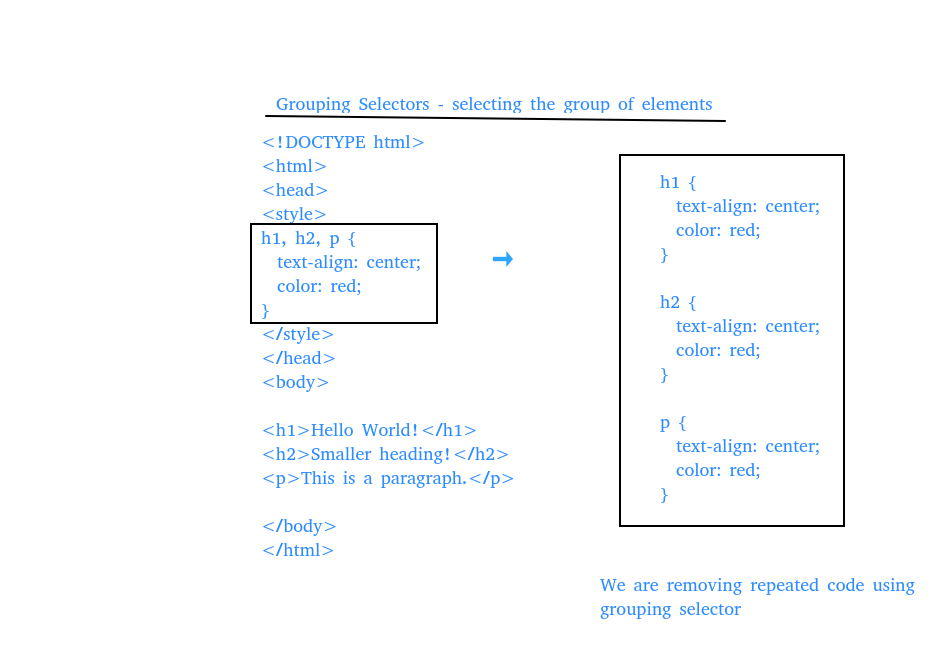 Grouping Selectors - selecting the group of elements
<!DOCTYPE html>
<html>
<head>
<style>
h1, h2, p {
text-align: center;
color: red;
}
</style>
</head>
<body>
<h1>Hello World!</h1>
<h2>Smaller heading!</h2>
<p>This is a paragraph.</p>
</body>
</html>
h1 {
text-align: center;
color: red;
}
h2 {
text-align: center;
color: red;
}
p {
text-align: center;
color: red;
}
We are removing repeated code using
grouping selector